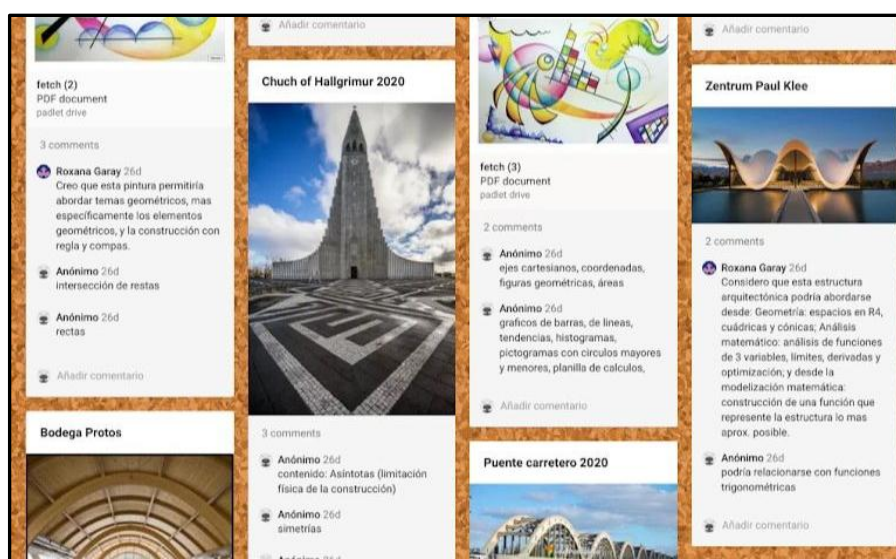 fetch (2)
PDF document
padlet drive
3 comments
Roxana Garay 26d
Creo que esta pintura permitiría
abordar temas geométricos, mas
específicamente los elementos
geométricos, y la construcción con
regla y compas.
Anónimo 26d
intersección de restas
Anónimo 26d
rectas
Añadir comentario
Bodega Protos
Añadir comentario
Chuch of Hallgrimur 2020
3 comments
Anónimo 26d
contenido: Asíntotas (limitación
física de la construcción)
Anónimo 26d
simetrías
Anónimo 26d
fetch (3)
PDF document
padlet drive
2 comments
Anónimo 26d
ejes cartesianos, coordenadas,
figuras geométricas, áreas
Anónimo 26d
graficos de barras, de lineas,
tendencias, histogramas,
pictogramas con circulos mayores
y menores, planilla de calculos,
Añadir comentario
Puente carretero 2020
Añadir comentario
Zentrum Paul Klee
2 comments
Roxana Garay 26d
Considero que esta estructura
arquitectónica podría abordarse
desde: Geometría: espacios en R4,
cuádricas y cónicas; Análisis
matemático: análisis de funciones
de 3 variables, límites, derivadas y
optimización; y desde la
modelización matemática:
construcción de una función que
represente la estructura lo mas
aprox. posible.
Anónimo 26d
podría relacionarse con funciones
trigonométricas
Añadir comentario